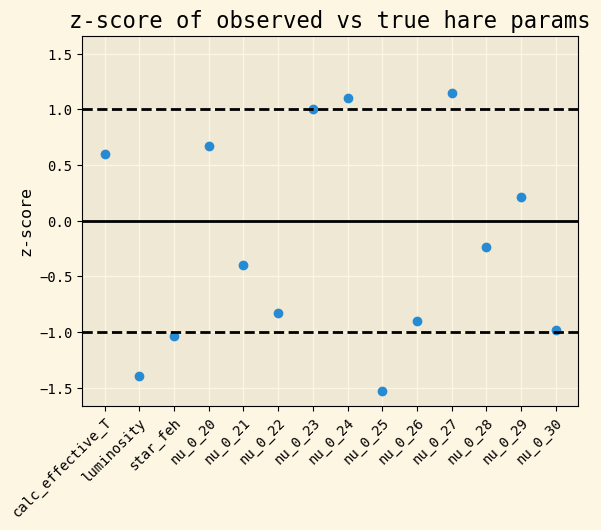 z-score of observed vs true hare params
z-score
1.5
1.0
0.5
0.0
−0.5
−1.0
−1.5
calc_effective_T
luminosity
star_feh
nu_0_20
nu_0_21
nu_0_22
nu_0_23
nu_0_24
nu_0_25
nu_0_26
nu_0_27
nu_0_28
nu_0_29
nu_0_30